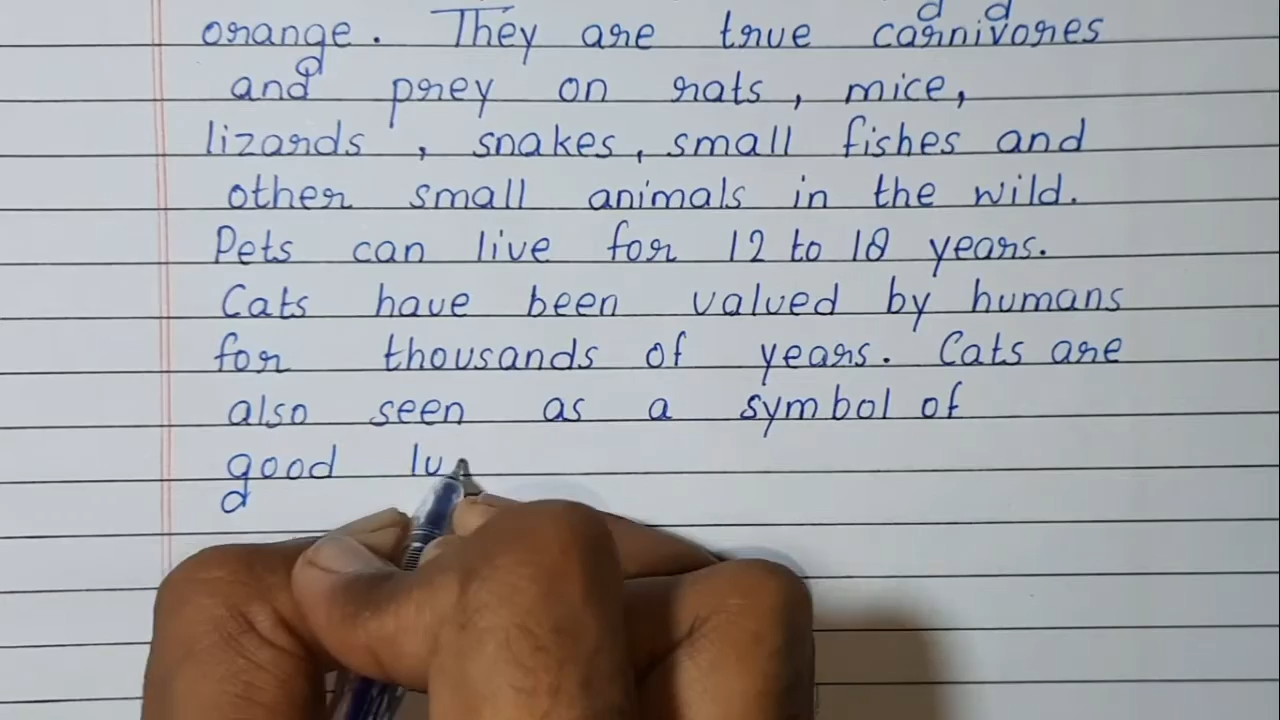 orange. They are true carnivores
and prey on rats, mice,
lizards, snakes, small fishes and
other small animals in the wild.
Pets can live for 12 to 18 years.
Cats have been valued by humans
for thousands of years. Cats are
also seen as a symbol of
good lu